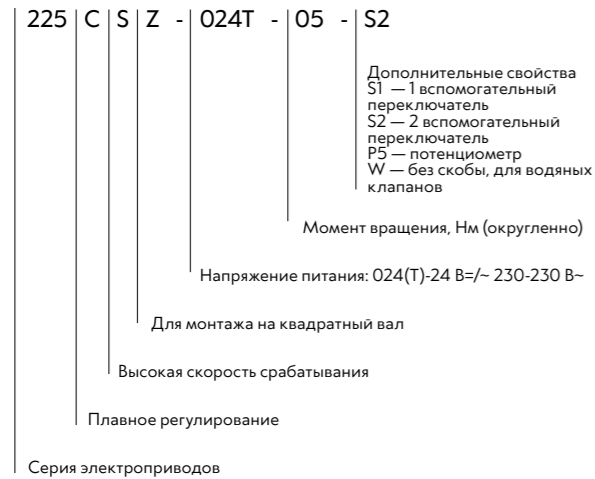 225 C S Z - 024T - 05 - S2
Дополнительные свойства
S1 — 1 вспомогательный
переключатель
S2 — 2 вспомогательный
переключатель
P5 — потенциометр
W — без скобы, для водяных
клапанов
Момент вращения, Нм (округленно)
Напряжение питания: 024(Т)-24 В=/~ 230-230 В~
Для монтажа на квадратный вал
Высокая скорость срабатывания
Плавное регулирование
Серия электроприводов